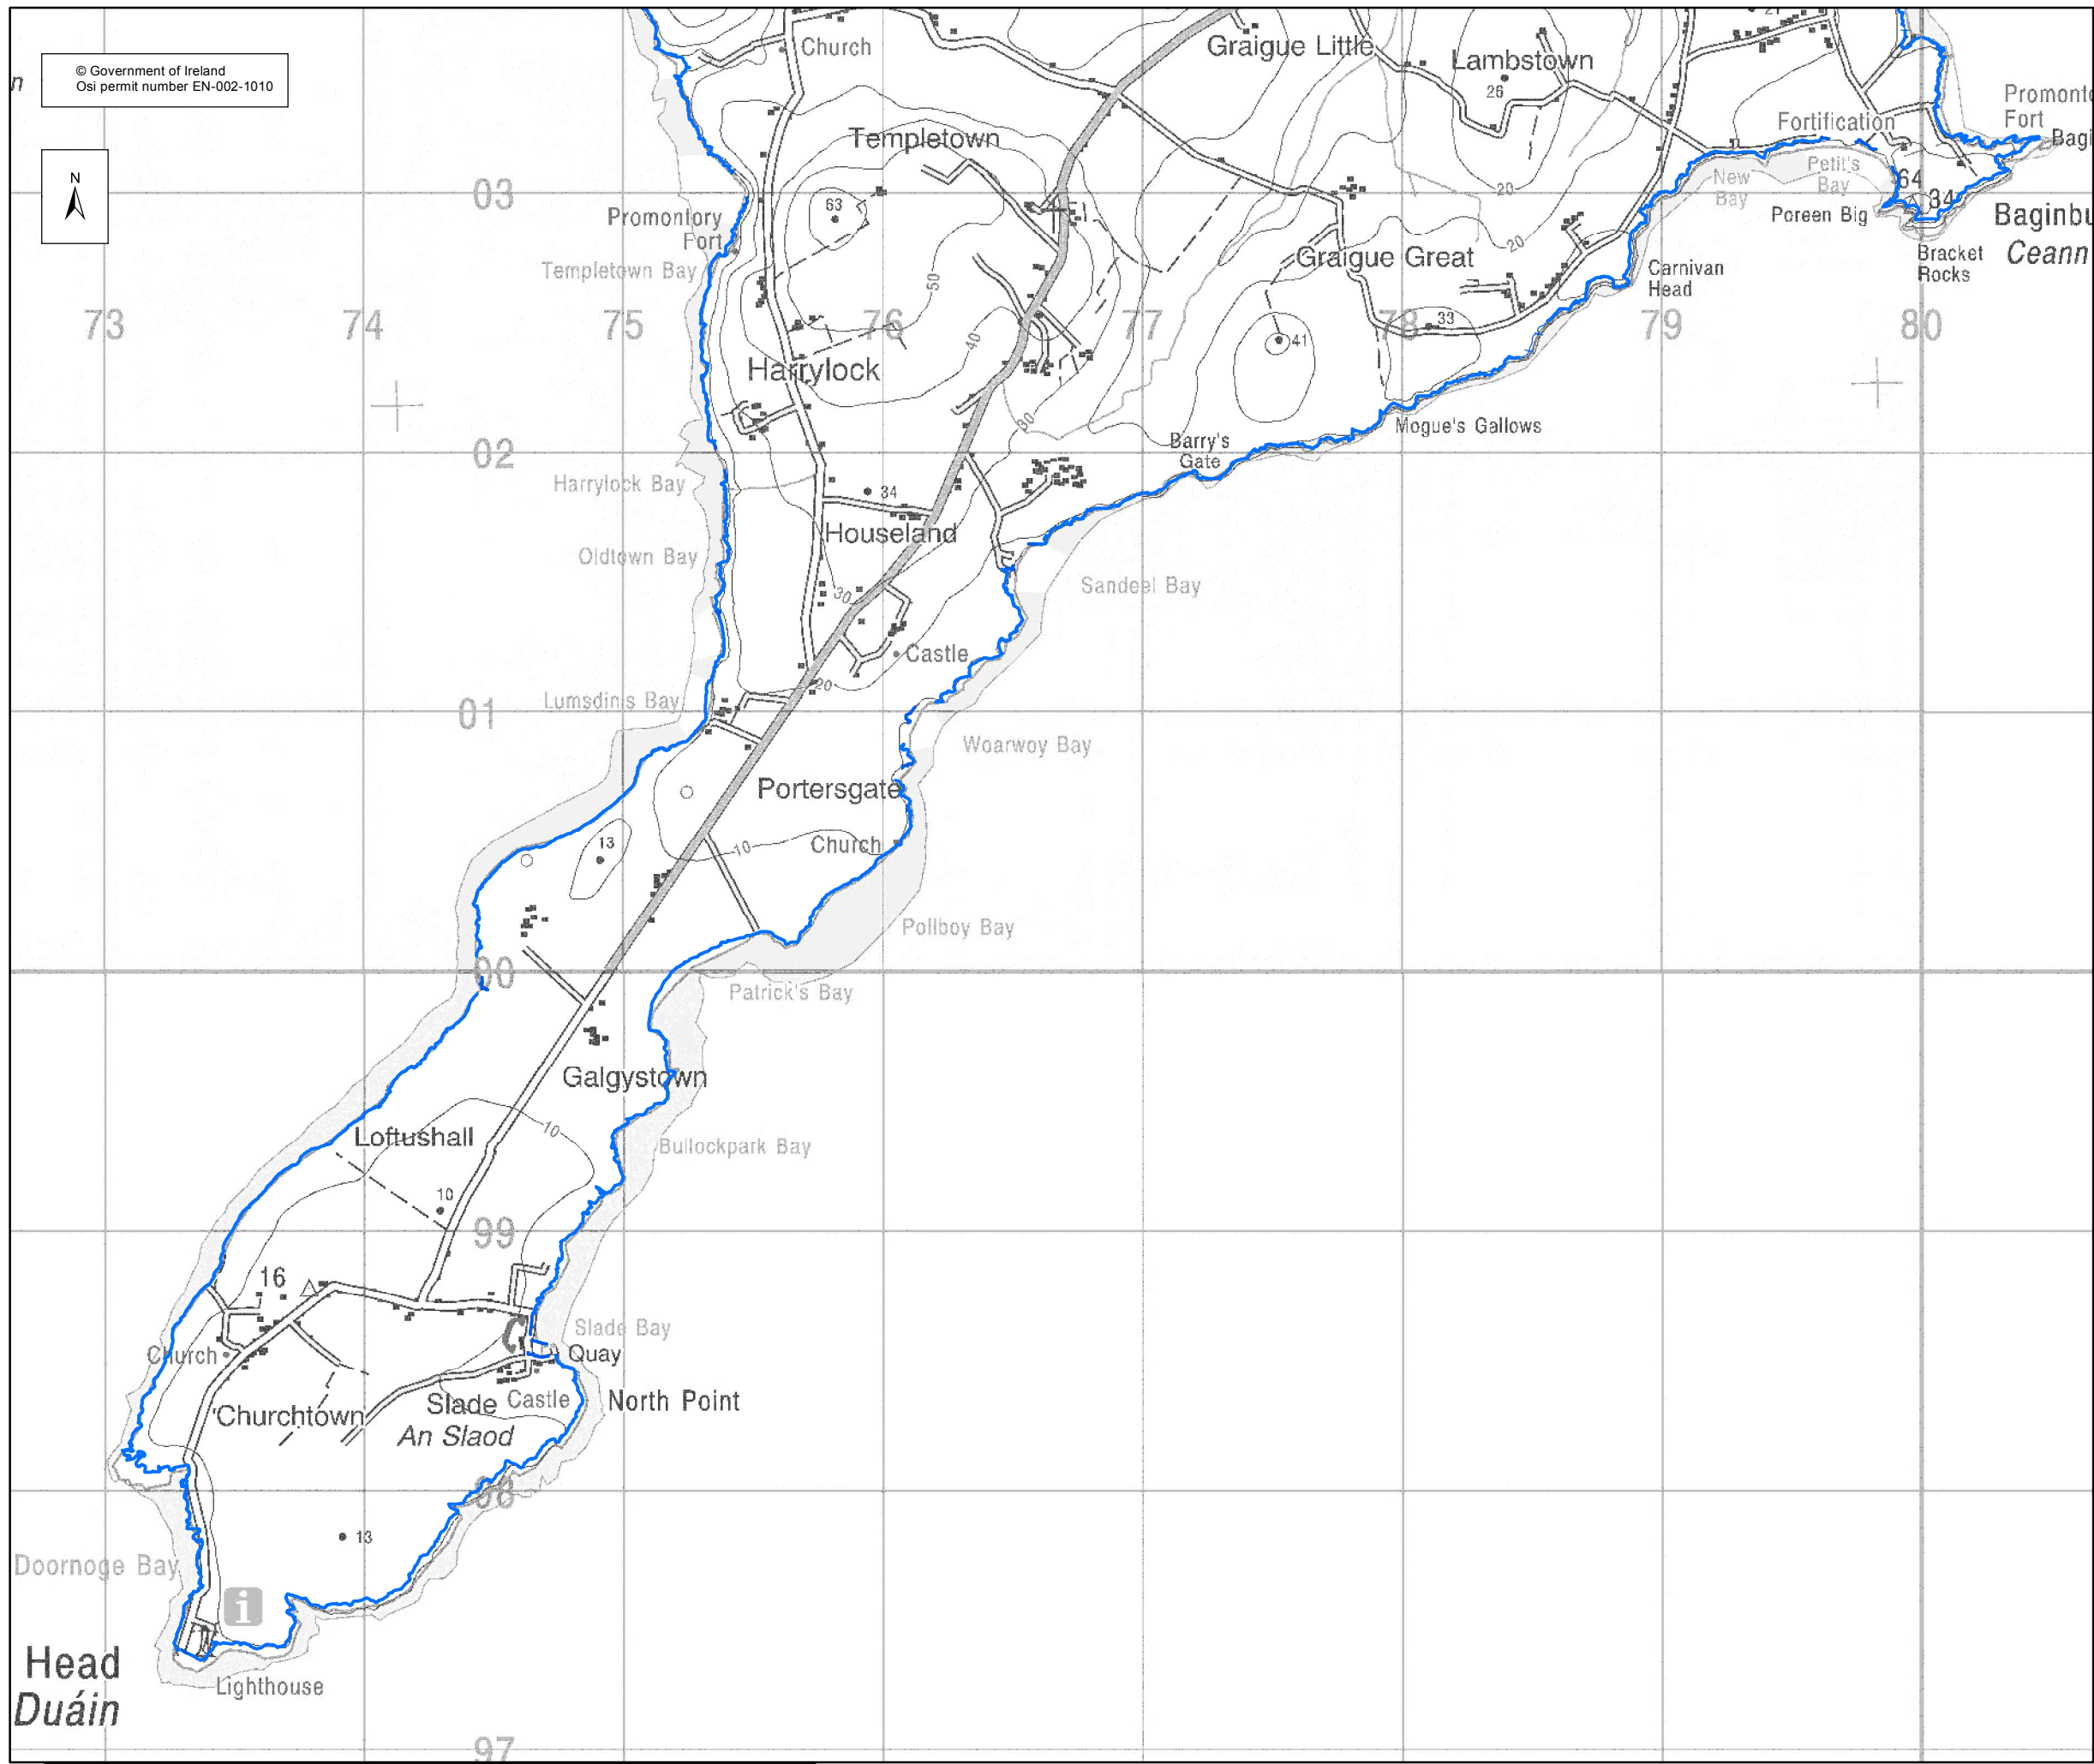 © Government of Ireland
Osi permit number EN-002-1010
N
n
Church
Graigue Little
Lambstown
26
21
Promonto
Fort
Bagi
Fortification
Templetown
63
03
Promontory
Fort
Templetown Bay
50
20
20
New
Bay
Petit's
Bay
Poreen Big
64
34
Baginbu
Ceann
Bracket
Rocks
Graigue Great
Carnivan
Head
73
74
75
76
77
78
79
80
33
41
40
Harrylock
30
Mogue's Gallows
Barry's
Gate
02
Harrylock Bay
34
Houseland
Oldtown Bay
Sandeel Bay
30
Castle
20
Lumsdin's Bay
01
Woarwoy Bay
Portersgate
13
10
Church
Pollboy Bay
00
Patrick's Bay
Galgystown
10
Loftushall
Bullockpark Bay
10
99
16
Slade Bay
Quay
Church
Churchtown
Slade
Castle
North Point
An Slaod
98
13
Doornoge Bay
i
Head
Duáin
Lighthouse
97